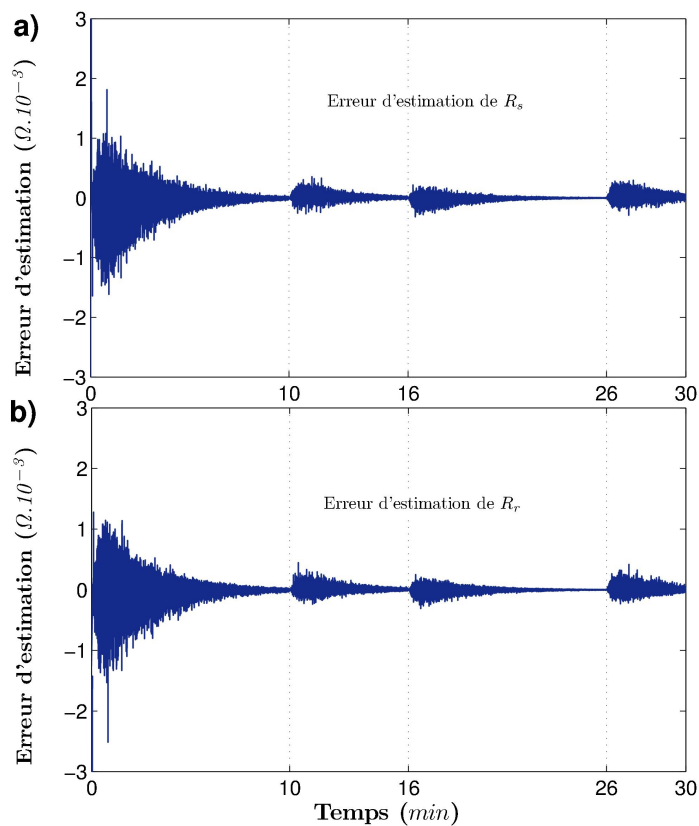 a)
Erreur d'estimation (Ω.10⁻³)
3
2
1
0
−1
−2
−3
Erreur d'estimation de Rₛ
0 10 16 26 30
b)
Erreur d'estimation (Ω.10⁻³)
3
2
1
0
−1
−2
−3
Erreur d'estimation de Rᵣ
0 10 16 26 30
Temps (min)